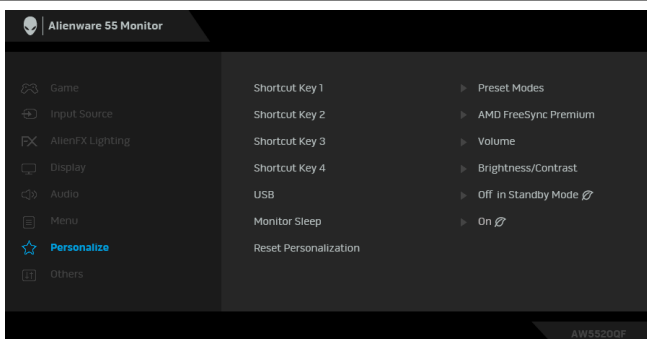 Alienware 55 Monitor
Game
Input Source
AlienFX Lighting
Display
Audio
Menu
Personalize
Others
Shortcut Key 1 Preset Modes
Shortcut Key 2 AMD FreeSync Premium
Shortcut Key 3 Volume
Shortcut Key 4 Brightness/Contrast
USB Off in Standby Mode
Monitor Sleep On
Reset Personalization
AW5520QF